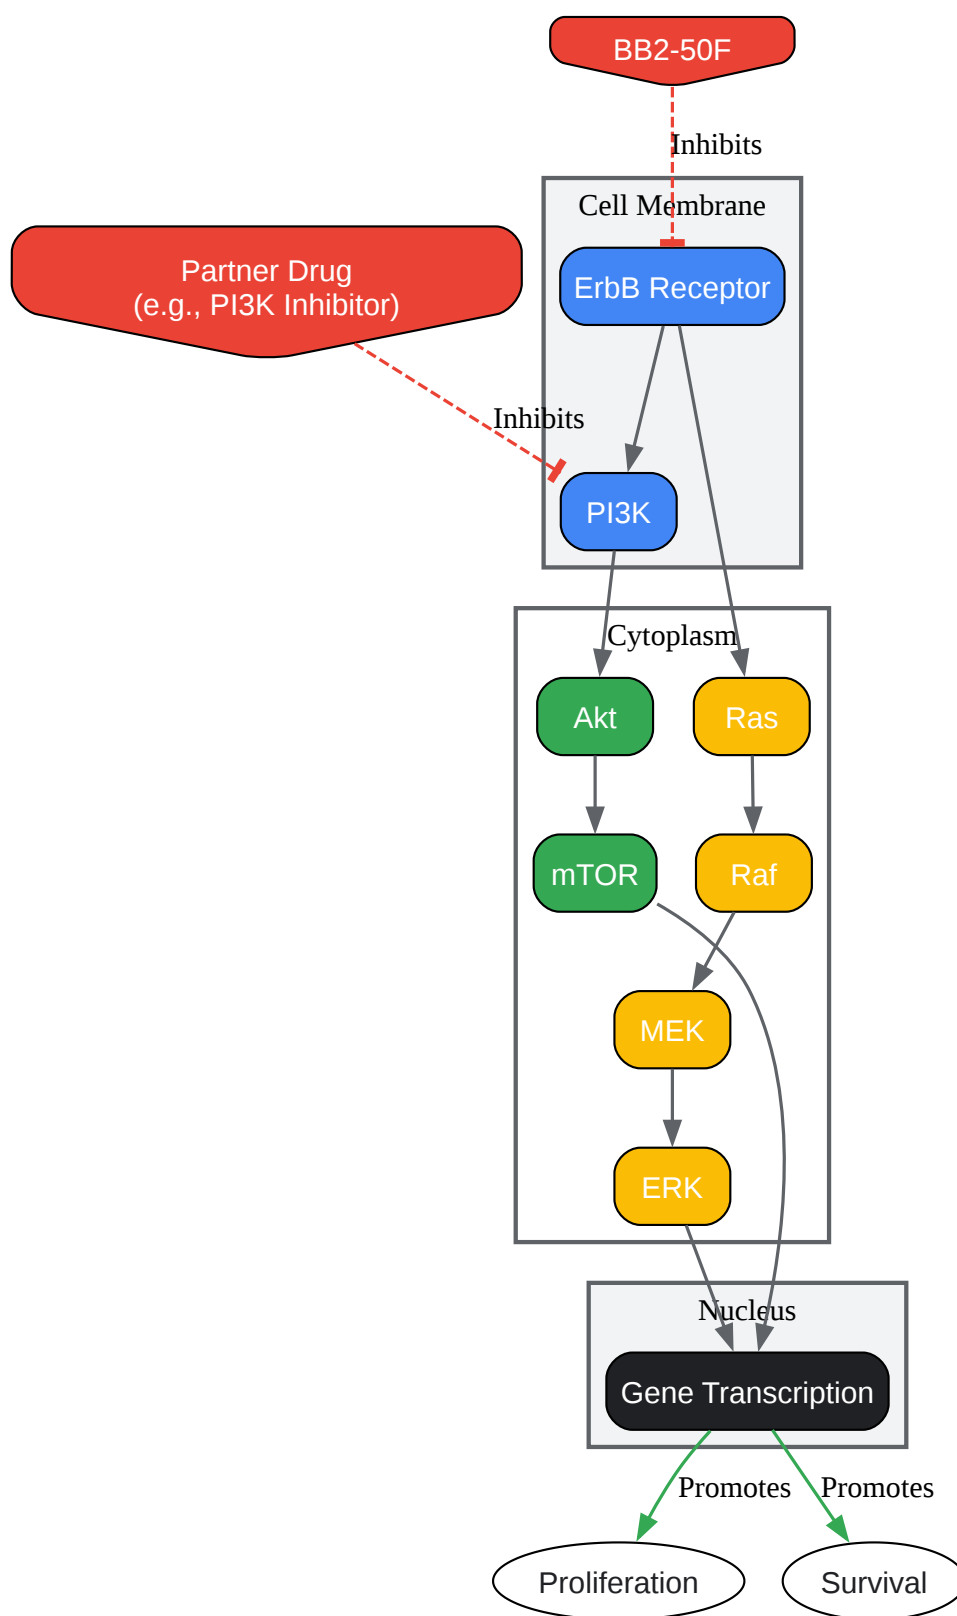 BB2-50F
Inhibits
Cell Membrane
Partner Drug
(e.g., PI3K Inhibitor)
ErbB Receptor
Inhibits
PI3K
Cytoplasm
Akt
Ras
mTOR
Raf
MEK
ERK
Nucleus
Gene Transcription
Promotes
Promotes
Proliferation
Survival